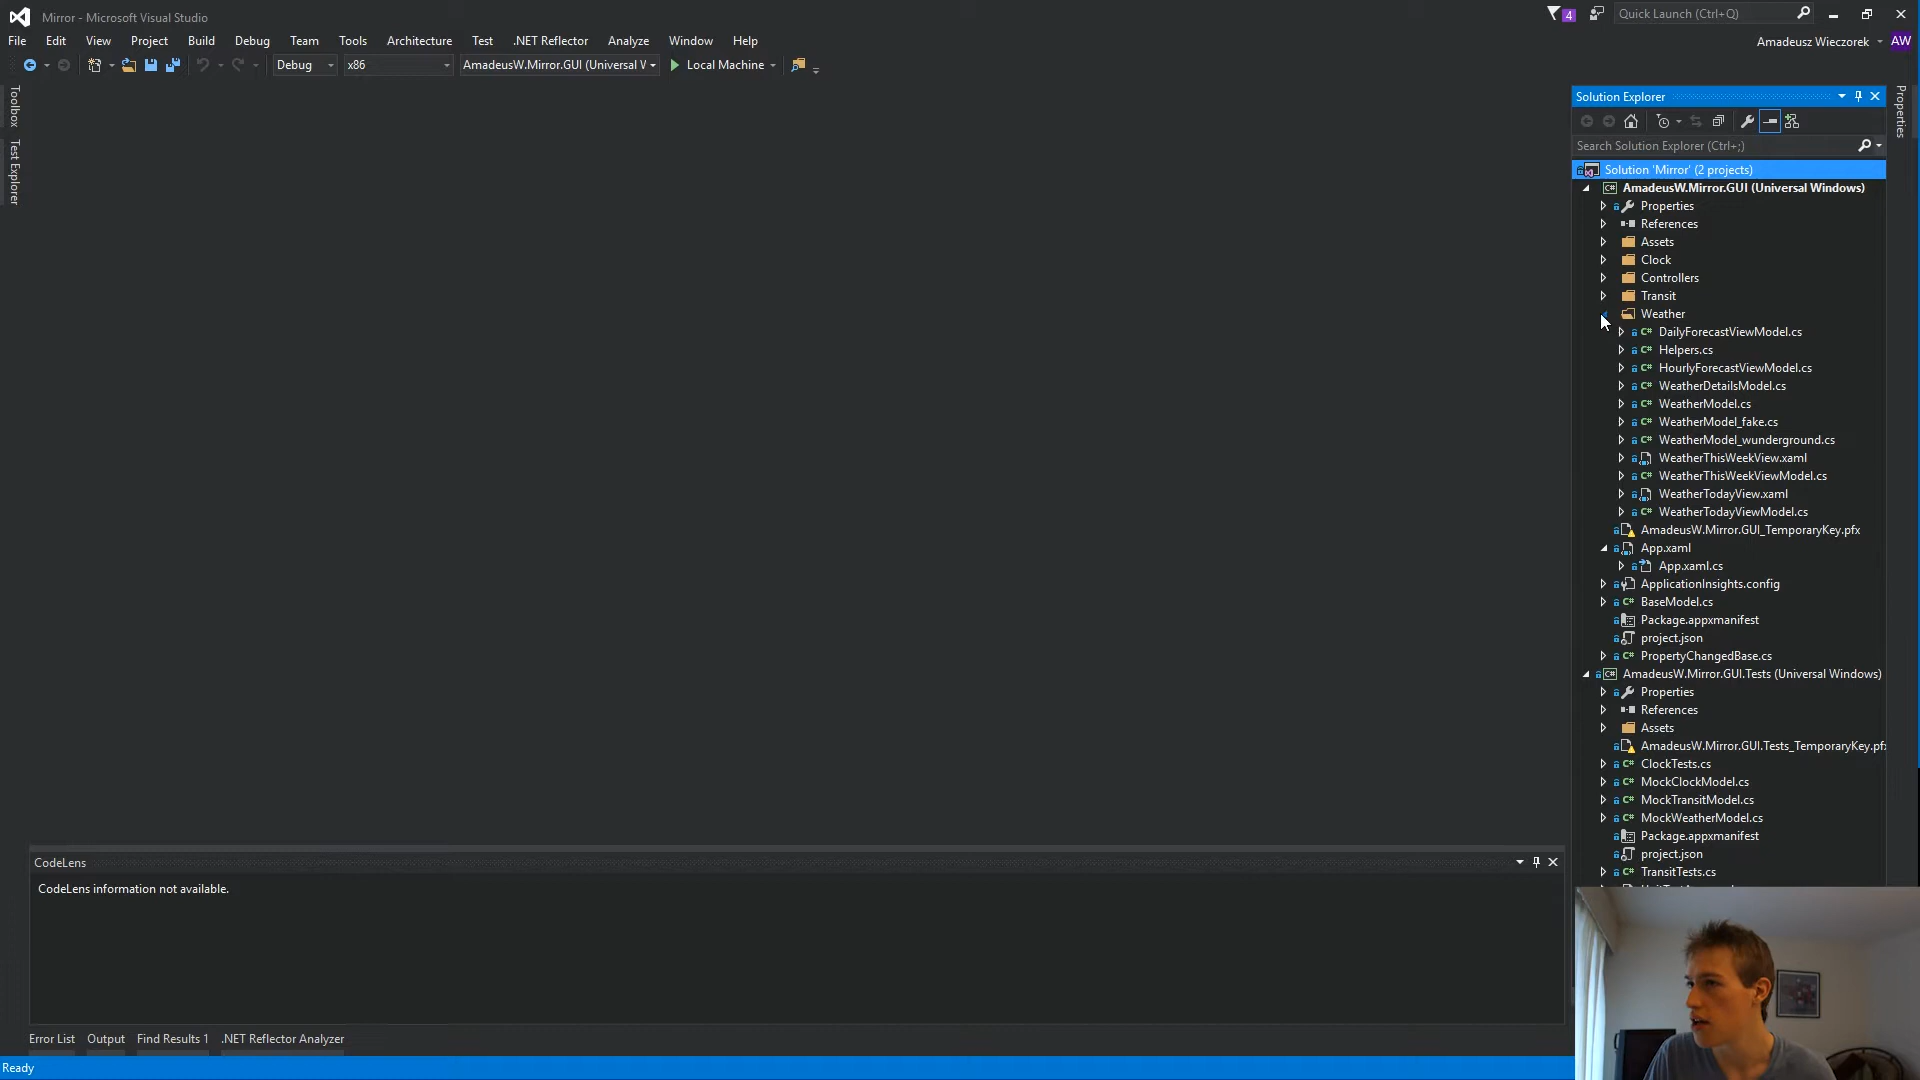 Mirror - Microsoft Visual Studio
4
Quick Launch (Ctrl+Q)
File Edit View Project Build Debug Team Tools Architecture Test .NET Reflector Analyze Window Help
Amadeusz Wieczorek AW
Debug x86 AmadeusW.Mirror.GUI (Universal V Local Machine
Toolbox
Test Explorer
Properties
Solution Explorer
Search Solution Explorer (Ctrl+;)
Solution 'Mirror' (2 projects)
C# AmadeusW.Mirror.GUI (Universal Windows)
Properties
References
Assets
Clock
Controllers
Transit
Weather
C# DailyForecastViewModel.cs
C# Helpers.cs
C# HourlyForecastViewModel.cs
C# WeatherDetailsModel.cs
C# WeatherModel.cs
C# WeatherModel_fake.cs
C# WeatherModel_wunderground.cs
WeatherThisWeekView.xaml
C# WeatherThisWeekViewModel.cs
WeatherTodayView.xaml
C# WeatherTodayViewModel.cs
AmadeusW.Mirror.GUI_TemporaryKey.pfx
App.xaml
App.xaml.cs
ApplicationInsights.config
C# BaseModel.cs
Package.appxmanifest
project.json
C# PropertyChangedBase.cs
C# AmadeusW.Mirror.GUI.Tests (Universal Windows)
Properties
References
Assets
AmadeusW.Mirror.GUI.Tests_TemporaryKey.pf
C# ClockTests.cs
C# MockClockModel.cs
C# MockTransitModel.cs
C# MockWeatherModel.cs
Package.appxmanifest
project.json
C# TransitTests.cs
CodeLens
CodeLens information not available.
Error List Output Find Results 1 .NET Reflector Analyzer
Ready